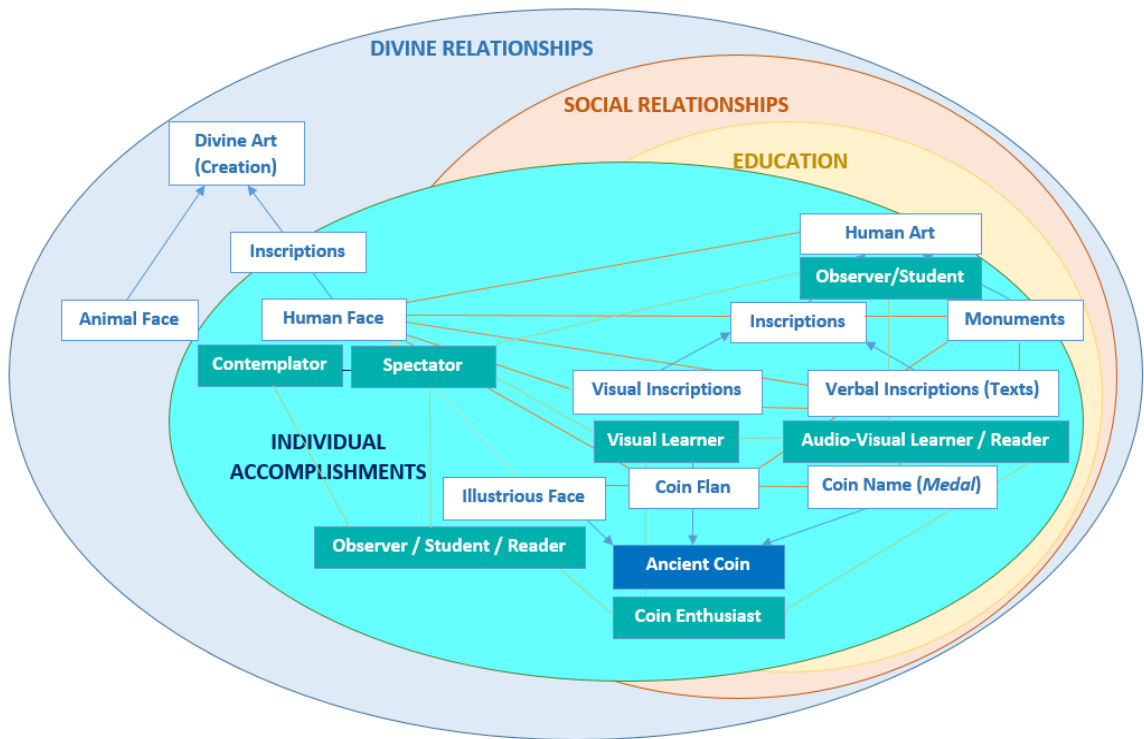 DIVINE RELATIONSHIPS
SOCIAL RELATIONSHIPS
Divine Art
(Creation)
EDUCATION
Human Art
Inscriptions
Observer/Student
Animal Face
Human Face
Inscriptions
Monuments
Contemplator
Spectator
Visual Inscriptions
Verbal Inscriptions (Texts)
INDIVIDUAL
ACCOMPLISHMENTS
Visual Learner
Audio-Visual Learner / Reader
Illustrious Face
Coin Flan
Coin Name (Medal)
Observer / Student / Reader
Ancient Coin
Coin Enthusiast